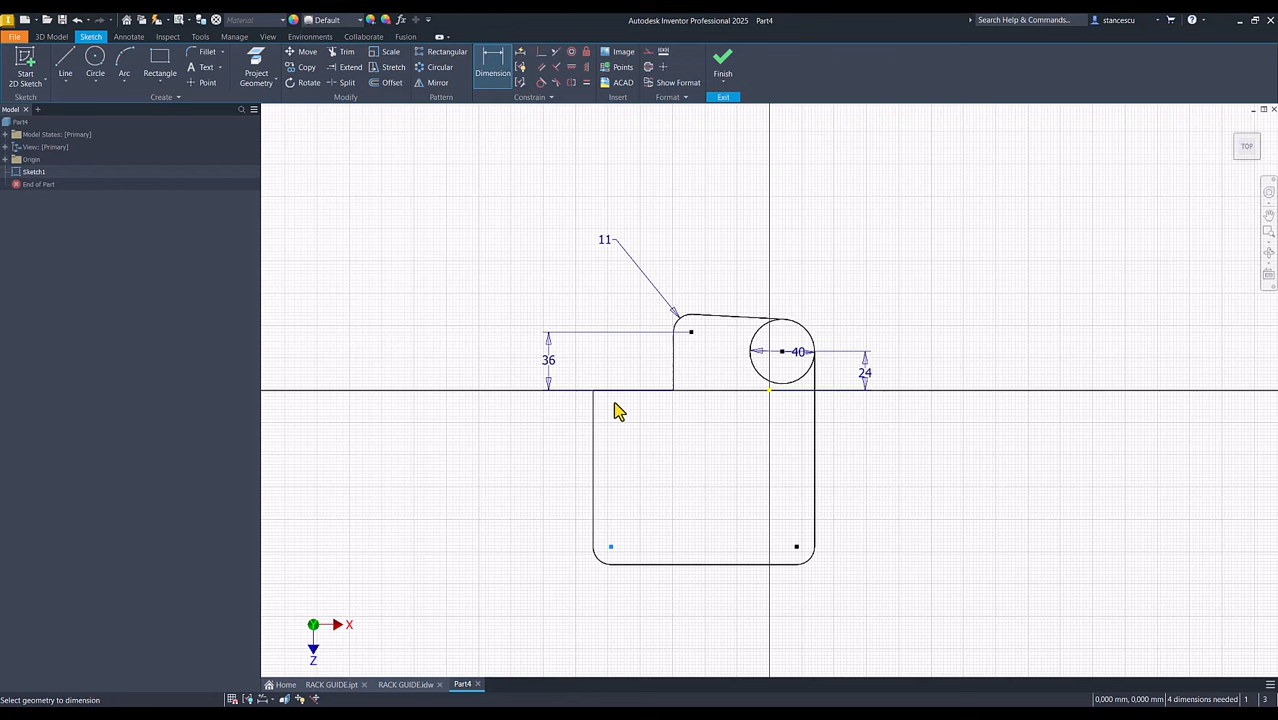 Material
Default
Autodesk Inventor Professional 2025 Part4
Search Help & Commands...
stancescu
File
3D Model
Sketch
Annotate
Inspect
Tools
Manage
View
Environments
Collaborate
Fusion
Start
2D Sketch
Line
Circle
Arc
Rectangle
Fillet
Text
Point
Project
Geometry
Move
Copy
Rotate
Trim
Extend
Split
Scale
Stretch
Offset
Rectangular
Circular
Mirror
Dimension
Image
Points
ACAD
Show Format
Finish
Sketch
Create
Modify
Pattern
Constrain
Insert
Format
Exit
Model
Part4
Model States: [Primary]
View: [Primary]
Origin
Sketch1
End of Part
TOP
11
36
40
24
X
Z
Y
Home
RACK GUIDE.ipt
RACK GUIDE.idw
Part4
Select geometry to dimension
0,000 mm, 0,000 mm
4 dimensions needed
1
3